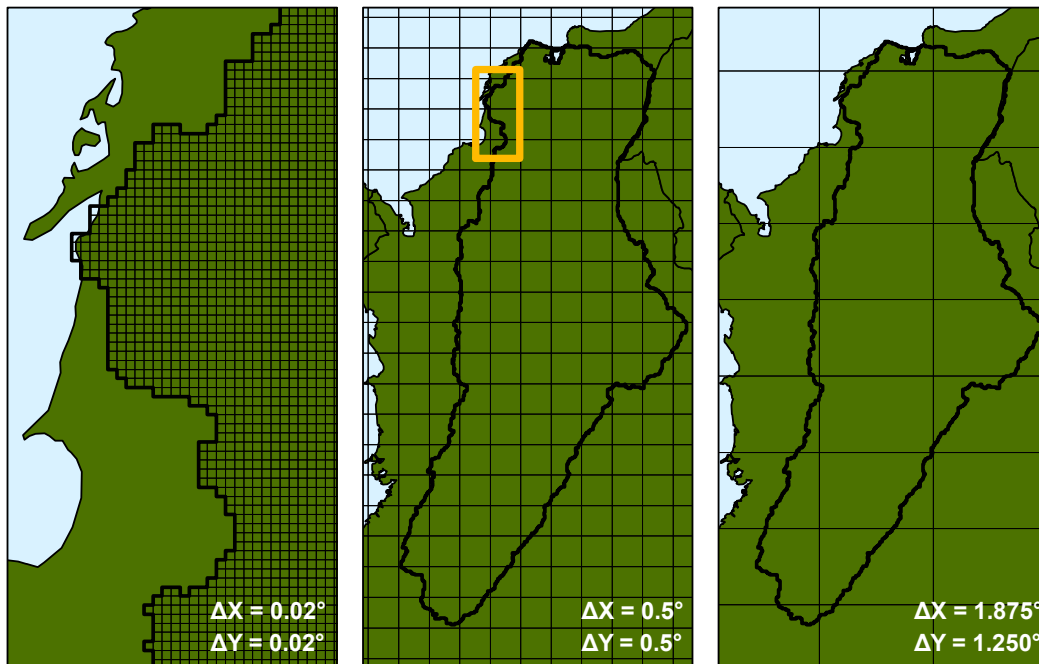 ΔX = 0.02°
ΔY = 0.02°
ΔX = 0.5°
ΔY = 0.5°
ΔX = 1.875°
ΔY = 1.250°